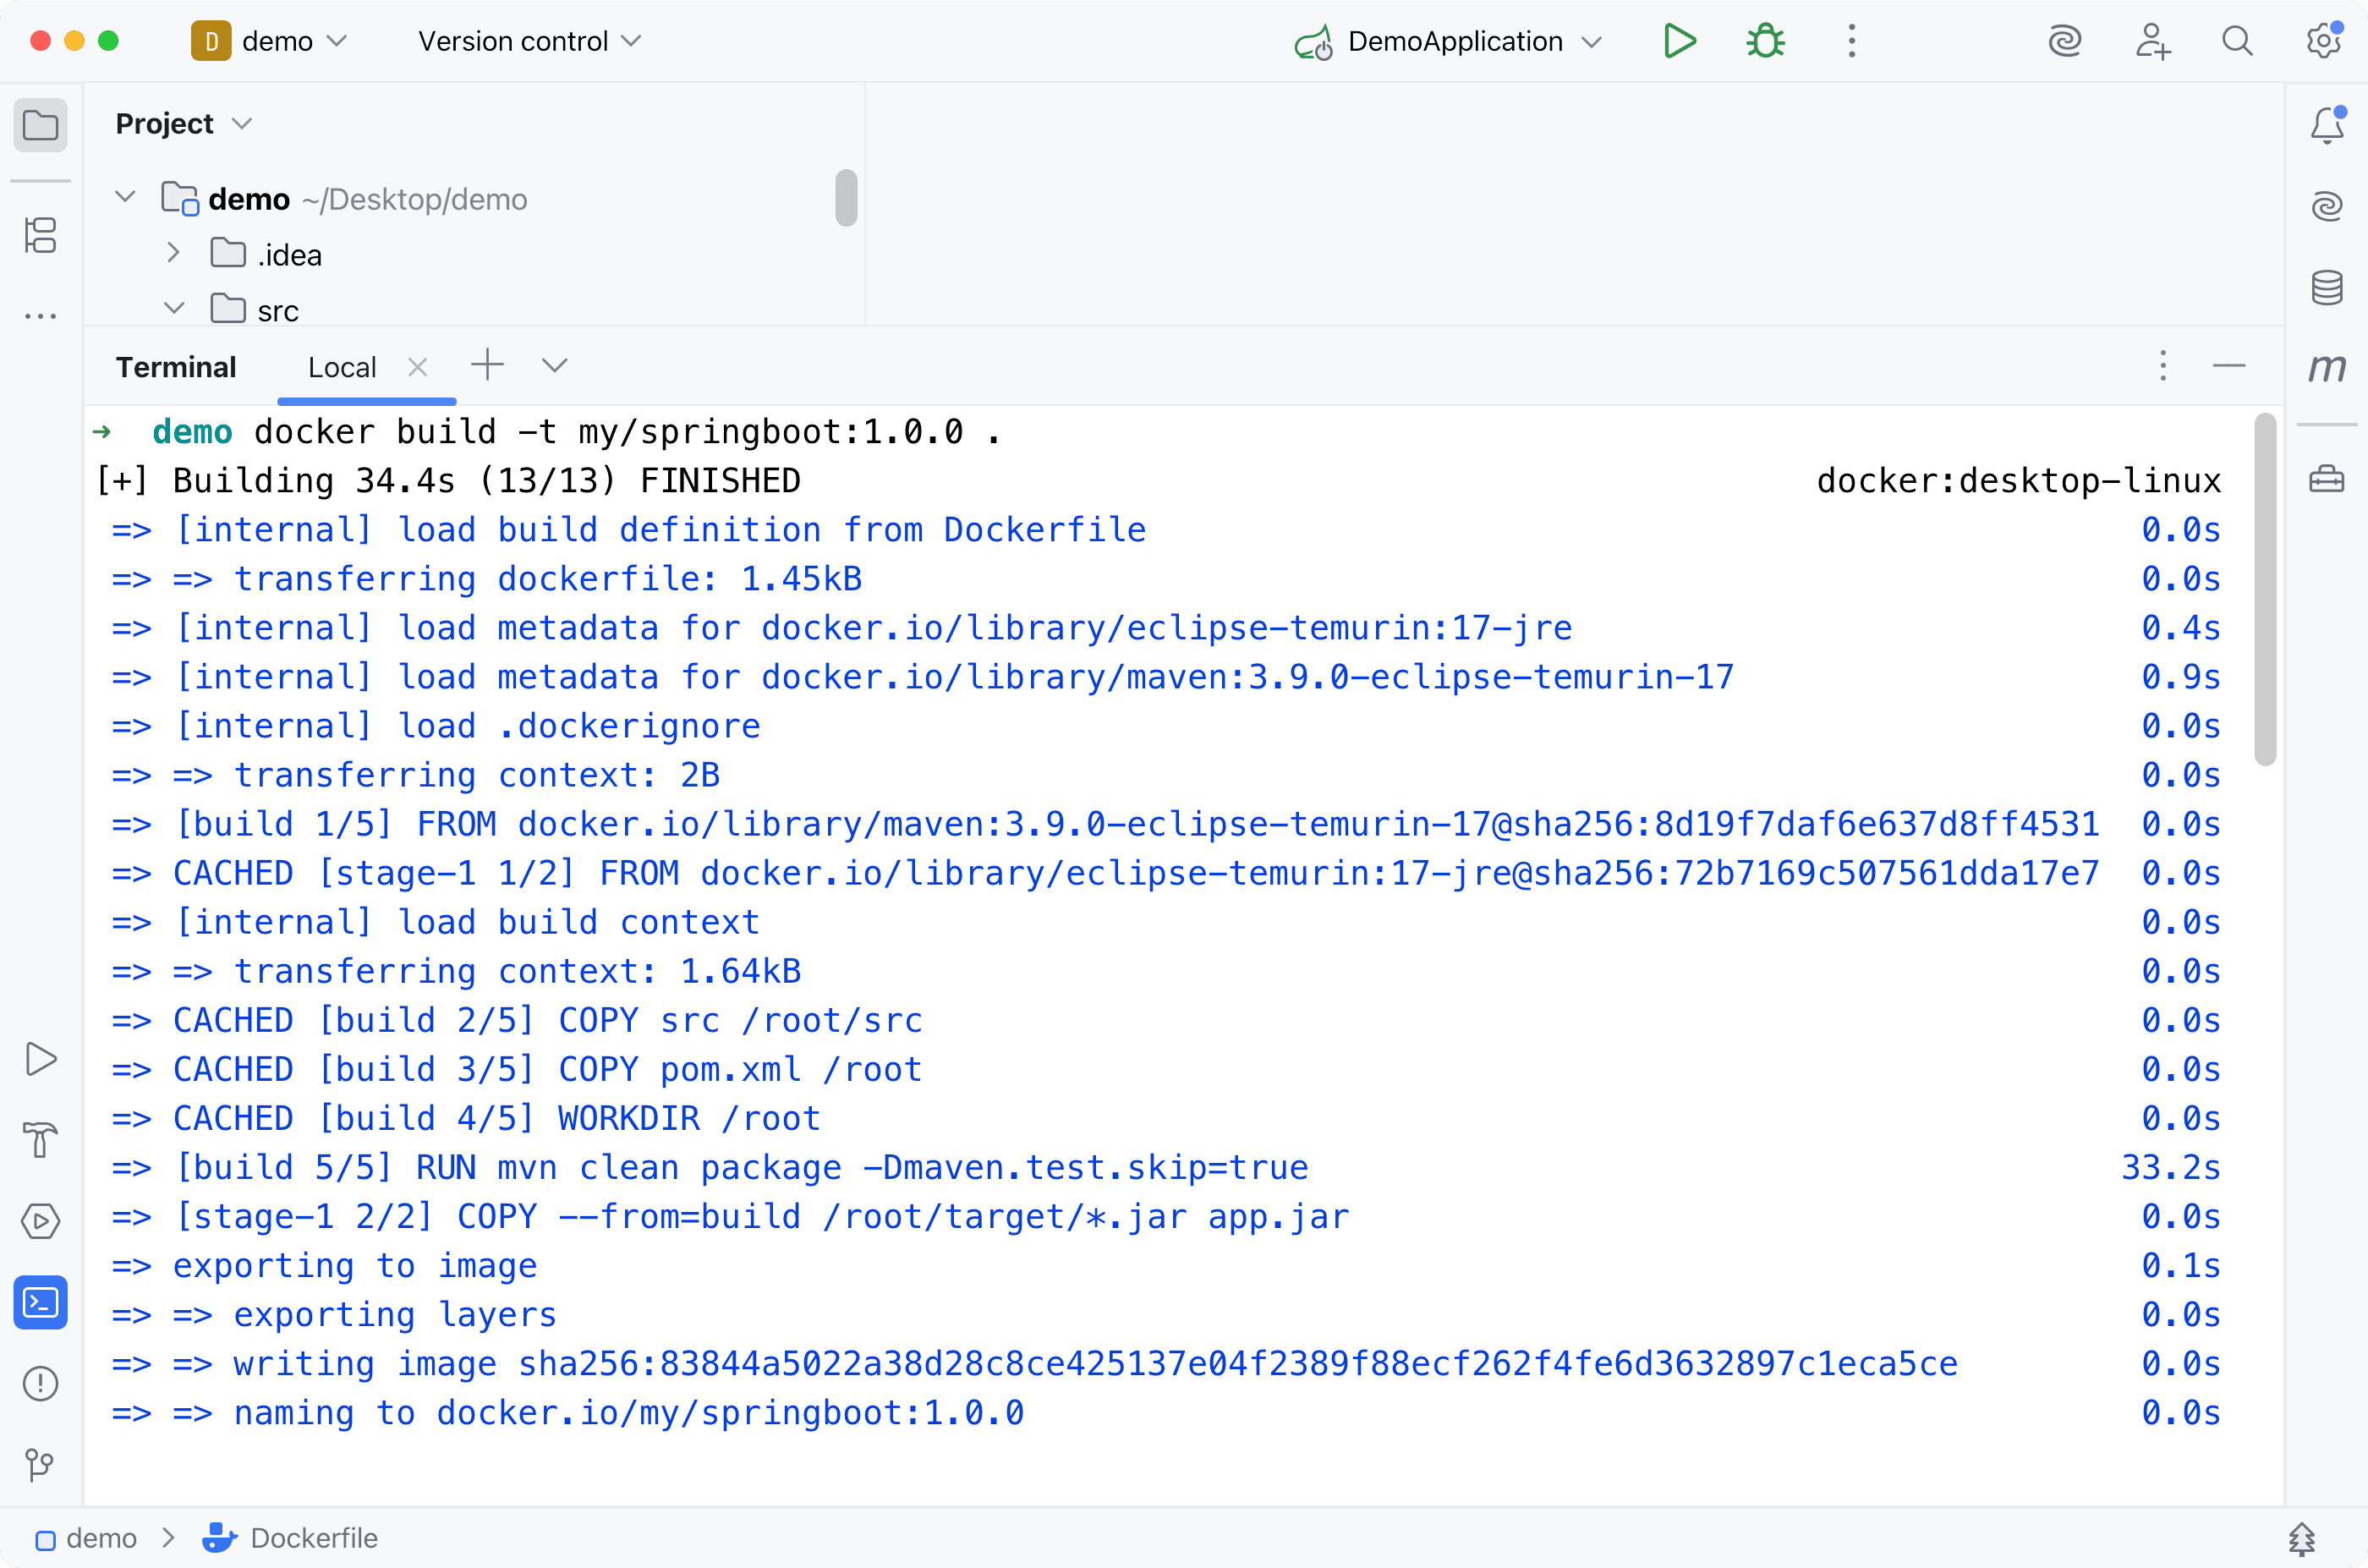 D demo Version control DemoApplication
Project
demo ~/Desktop/demo
.idea
src
Terminal Local
➜ demo docker build -t my/springboot:1.0.0 .
[+] Building 34.4s (13/13) FINISHED docker:desktop-linux
=> [internal] load build definition from Dockerfile 0.0s
=> => transferring dockerfile: 1.45kB 0.0s
=> [internal] load metadata for docker.io/library/eclipse-temurin:17-jre 0.4s
=> [internal] load metadata for docker.io/library/maven:3.9.0-eclipse-temurin-17 0.9s
=> [internal] load .dockerignore 0.0s
=> => transferring context: 2B 0.0s
=> [build 1/5] FROM docker.io/library/maven:3.9.0-eclipse-temurin-17@sha256:8d19f7daf6e637d8ff4531 0.0s
=> CACHED [stage-1 1/2] FROM docker.io/library/eclipse-temurin:17-jre@sha256:72b7169c507561dda17e7 0.0s
=> [internal] load build context 0.0s
=> => transferring context: 1.64kB 0.0s
=> CACHED [build 2/5] COPY src /root/src 0.0s
=> CACHED [build 3/5] COPY pom.xml /root 0.0s
=> CACHED [build 4/5] WORKDIR /root 0.0s
=> [build 5/5] RUN mvn clean package -Dmaven.test.skip=true 33.2s
=> [stage-1 2/2] COPY --from=build /root/target/*.jar app.jar 0.0s
=> exporting to image 0.1s
=> => exporting layers 0.0s
=> => writing image sha256:83844a5022a38d28c8ce425137e04f2389f88ecf262f4fe6d3632897c1eca5ce 0.0s
=> => naming to docker.io/my/springboot:1.0.0 0.0s
demo > Dockerfile
m